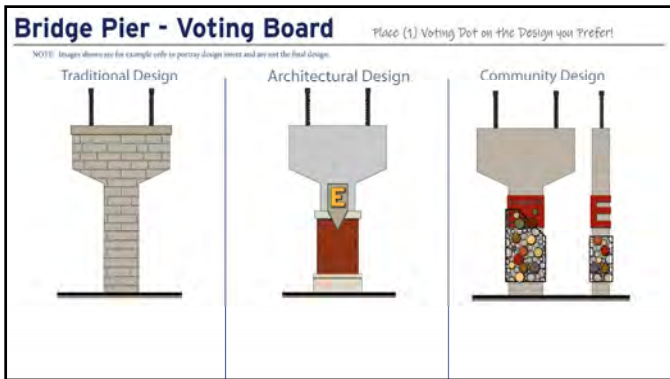 Bridge Pier - Voting Board
Place (1) Voting Dot on the Design you Prefer!
NOTE: Images shown are for example only to portray design intent and are not the final design.
Traditional Design
Architectural Design
Community Design
E
E